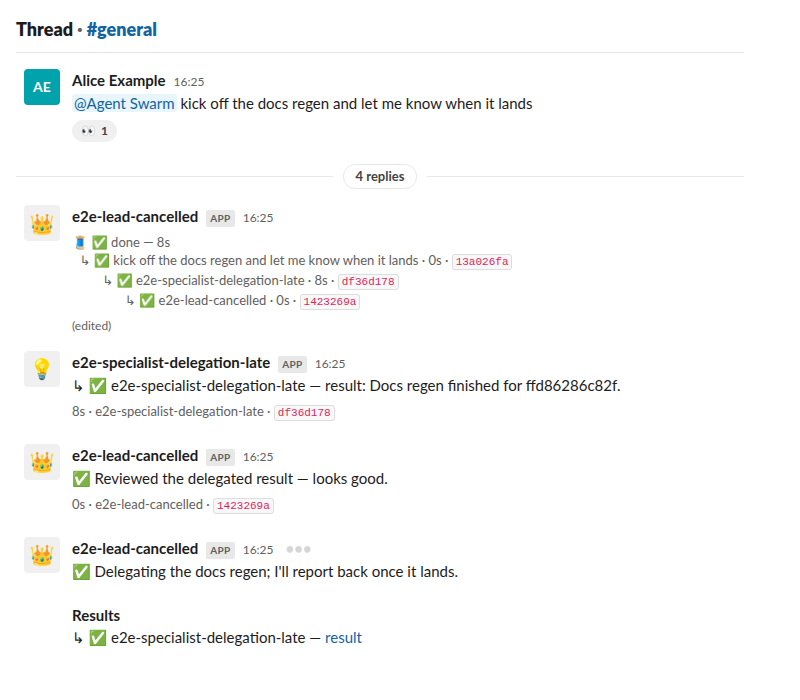 Thread • #general
AE
Alice Example 16:25
@Agent Swarm kick off the docs regen and let me know when it lands
👀 1
4 replies
e2e-lead-cancelled APP 16:25
🧵 ✅ done — 8s
↳ ✅ kick off the docs regen and let me know when it lands · 0s · 13a026fa
↳ ✅ e2e-specialist-delegation-late · 8s · df36d178
↳ ✅ e2e-lead-cancelled · 0s · 1423269a
(edited)
e2e-specialist-delegation-late APP 16:25
↳ ✅ e2e-specialist-delegation-late — result: Docs regen finished for ffd86286c82f.
8s · e2e-specialist-delegation-late · df36d178
e2e-lead-cancelled APP 16:25
✅ Reviewed the delegated result — looks good.
0s · e2e-lead-cancelled · 1423269a
e2e-lead-cancelled APP 16:25
✅ Delegating the docs regen; I'll report back once it lands.
Results
↳ ✅ e2e-specialist-delegation-late — result